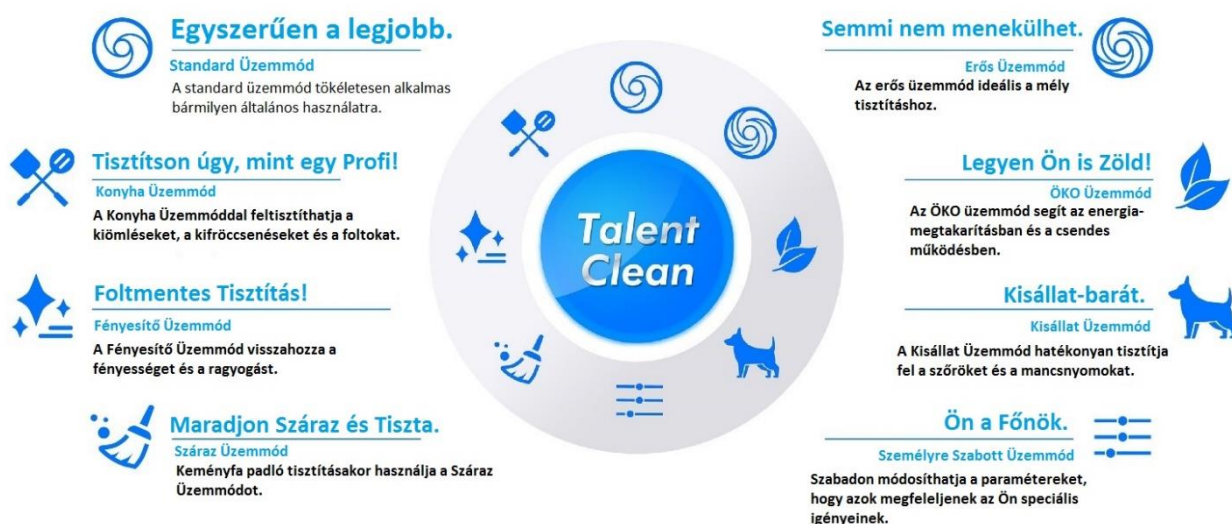 Egyszerűen a legjobb.
Standard Üzemmód
A standard üzemmód tökéletesen alkalmas
bármilyen általános használatra.
Tisztítson úgy, mint egy Profi!
Konyha Üzemmód
A Konyha Üzemmóddal feltisztíthatja a
kiömléseket, a kifröccsenéseket és a foltokat.
Foltmentes Tisztítás!
Fényesítő Üzemmód
A Fényesítő Üzemmód visszahozza a
fényességet és a ragyogást.
Maradjon Száraz és Tiszta.
Száraz Üzemmód
Keményfa padló tisztításakor használja a Száraz
Üzemmódot.
Talent
Clean
Semmi nem menekülhet.
Erős Üzemmód
Az erős üzemmód ideális a mély
tisztításhoz.
Legyen Ön is Zöld!
ÖKO Üzemmód
Az ÖKO üzemmód segít az energia-
megtakarításban és a csendes
működésben.
Kisállat-barát.
Kisállat Üzemmód
A Kisállat Üzemmód hatékonyan tisztítja
fel a szőröket és a mancsnyomokat.
Ön a Főnök.
Személyre Szabott Üzemmód
Szabadon módosíthatja a paramétereket,
hogy azok megfeleljenek az Ön speciális
igényeinek.